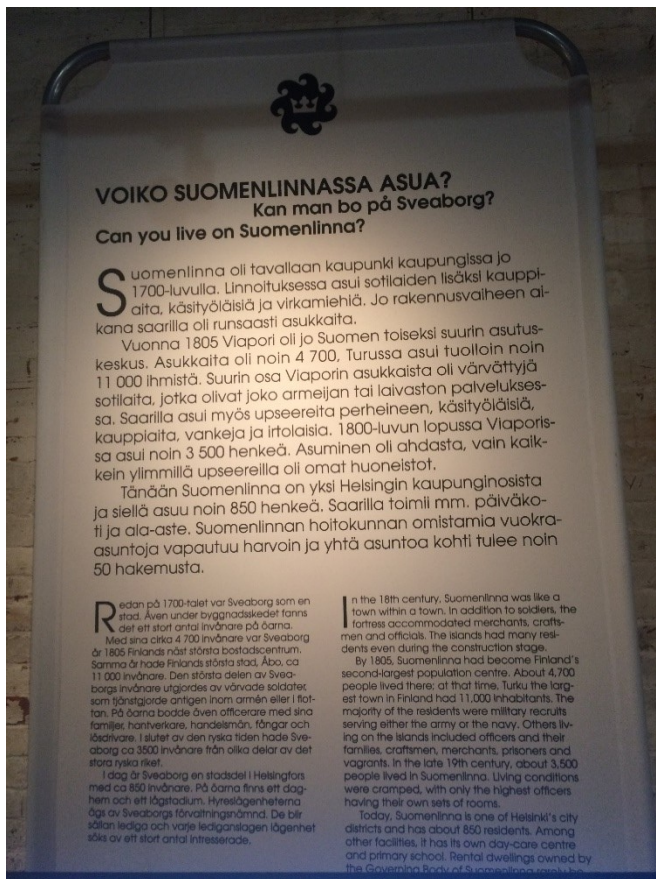 VOIKO SUOMENLINNASSA ASUA?
Kan man bo på Sveaborg?
Can you live on Suomenlinna?
Suomenlinna oli tavallaan kaupunki kaupungissa jo
1700-luvulla. Linnoituksessa asui sotilaiden lisäksi kauppi-
aita, käsityöläisiä ja virkamiehiä. Jo rakennusvaiheen ai-
kana saarilla oli runsaasti asukkaita.
Vuonna 1805 Viapori oli jo Suomen toiseksi suurin asutus-
keskus. Asukkaita oli noin 4 700, Turussa asui tuolloin noin
11 000 ihmistä. Suurin osa Viaporin asukkaista oli värvättyjä
sotilaita, jotka olivat joko armeijan tai laivaston palvelukses-
sa. Saarilla asui myös upseereita perheineen, käsityöläisiä,
kauppiaita, vankeja ja irtolaisia. 1800-luvun lopussa Viaporis-
sa asui noin 3 500 henkeä. Asuminen oli ahdasta, vain kaik-
kein ylimmillä upseereilla oli omat huoneistot.
Tänään Suomenlinna on yksi Helsingin kaupunginosista
ja siellä asuu noin 850 henkeä. Saarilla toimii mm. päiväko-
ti ja ala-aste. Suomenlinnan hoitokunnan omistamia vuokra-
asuntoja vapautuu harvoin ja yhtä asuntoa kohti tulee noin
50 hakemusta.
Redan på 1700-talet var Sveaborg som en
stad. Även under byggnadsskedet fanns
det ett stort antal invånare på öarna.
Med sina cirka 4 700 invånare var Sveaborg
år 1805 Finlands näst största bostadscentrum.
Samma år hade Finlands största stad, Åbo, ca
11 000 invånare. Den största delen av Svea-
borgs invånare utgjordes av värvade soldater,
som tjänstgjorde antigen inom armén eller i flot-
tan. På öarna bodde även officerare med sina
familjer, hantverkare, handelsmän, fångar och
lösdrivare. I slutet av den ryska tiden hade Sve-
aborg ca 3500 invånare från olika delar av det
stora ryska riket.
I dag är Sveaborg en stadsdel i Helsingfors
med ca 850 invånare. På öarna finns ett dag-
hem och ett lågstadium. Hyreslägenheterna
ägs av Sveaborgs förvaltningsnämnd. De blir
sällan lediga och varje lediganslagen lägenhet
söks av ett stort antal intresserade.
In the 18th century, Suomenlinna was like a
town within a town. In addition to soldiers, the
fortress accommodated merchants, crafts-
men and officials. The islands had many resi-
dents even during the construction stage.
By 1805, Suomenlinna had become Finland's
second-largest population centre. About 4,700
people lived there; at that time, Turku the larg-
est town in Finland had 11,000 inhabitants. The
majority of the residents were military recruits
serving either the army or the navy. Others liv-
ing on the islands included officers and their
families, craftsmen, merchants, prisoners and
vagrants. In the late 19th century, about 3,500
people lived in Suomenlinna. Living conditions
were cramped, with only the highest officers
having their own sets of rooms.
Today, Suomenlinna is one of Helsinki's city
districts and has about 850 residents. Among
other facilities, it has its own day-care centre
and primary school. Rental dwellings owned by
the Governing Body of Suomenlinna rarely be